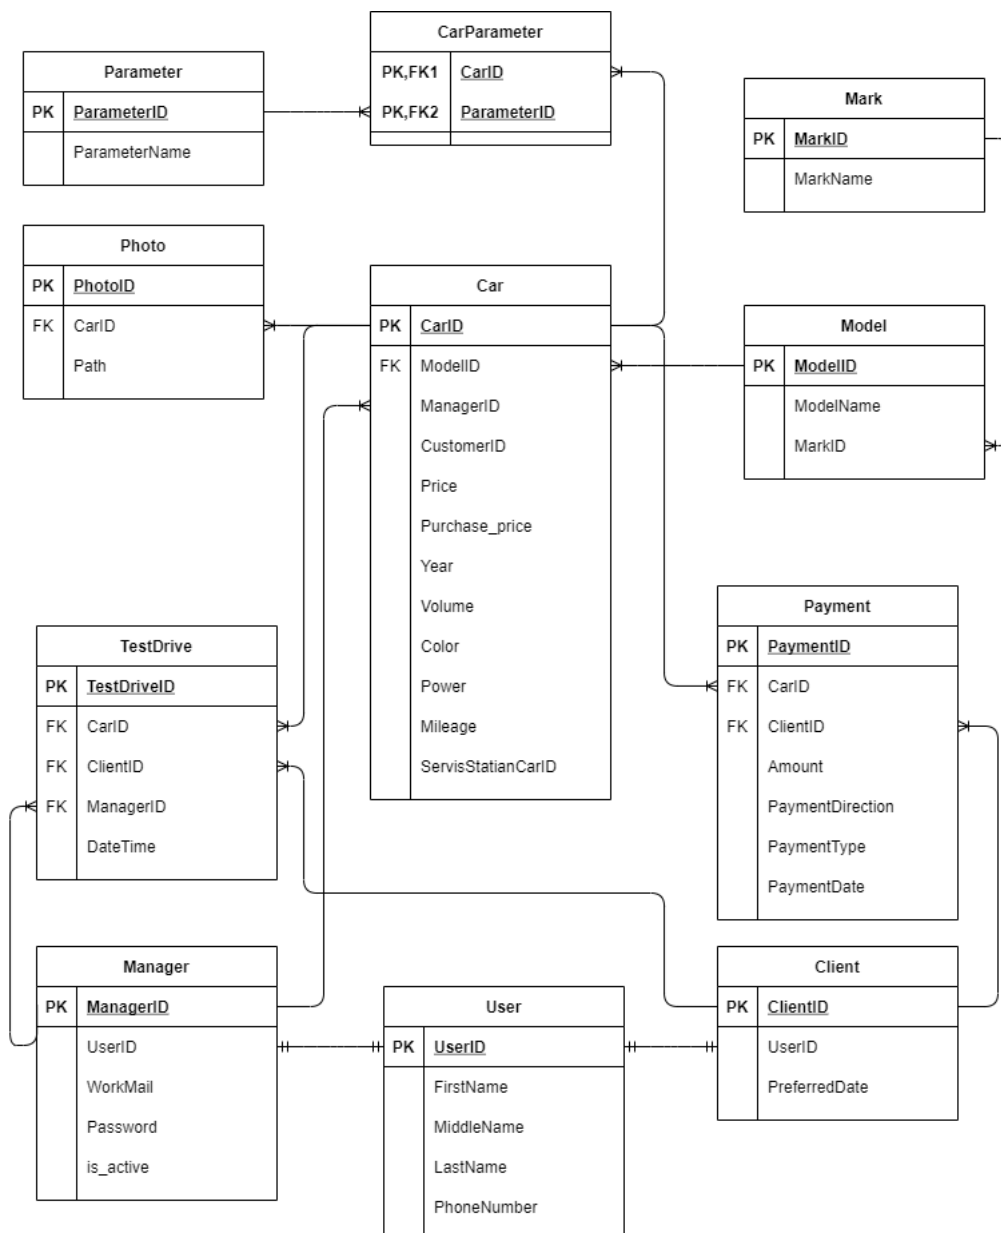 CarParameter
PK,FK1 CarID
PK,FK2 ParameterID
Parameter
PK ParameterID
ParameterName
Mark
PK MarkID
MarkName
Photo
PK PhotoID
FK CarID
Path
Car
PK CarID
FK ModelID
ManagerID
CustomerID
Price
Purchase_price
Year
Volume
Color
Power
Mileage
ServisStatianCarID
Model
PK ModelID
ModelName
MarkID
TestDrive
PK TestDriveID
FK CarID
FK ClientID
FK ManagerID
DateTime
Payment
PK PaymentID
FK CarID
FK ClientID
Amount
PaymentDirection
PaymentType
PaymentDate
Manager
PK ManagerID
UserID
WorkMail
Password
is_active
User
PK UserID
FirstName
MiddleName
LastName
PhoneNumber
Client
PK ClientID
UserID
PreferredDate